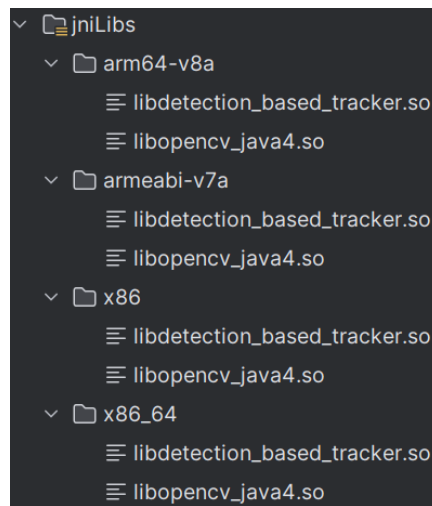 jniLibs
arm64-v8a
libdetection_based_tracker.so
libopencv_java4.so
armeabi-v7a
libdetection_based_tracker.so
libopencv_java4.so
x86
libdetection_based_tracker.so
libopencv_java4.so
x86_64
libdetection_based_tracker.so
libopencv_java4.so